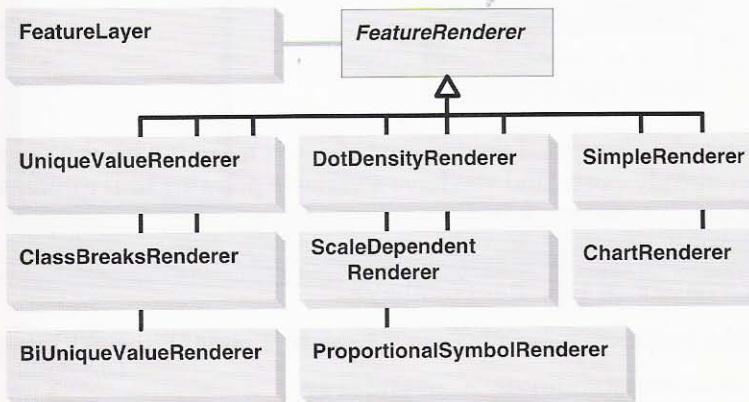 FeatureLayer
FeatureRenderer
UniqueValueRenderer
DotDensityRenderer
SimpleRenderer
ClassBreaksRenderer
ScaleDependent
Renderer
ChartRenderer
BiUniqueValueRenderer
ProportionalSymbolRenderer